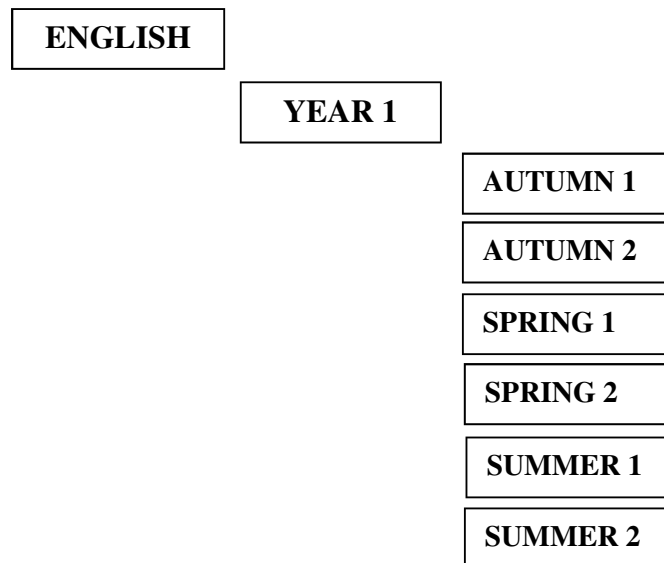 ENGLISH
YEAR 1
AUTUMN 1
AUTUMN 2
SPRING 1
SPRING 2
SUMMER 1
SUMMER 2